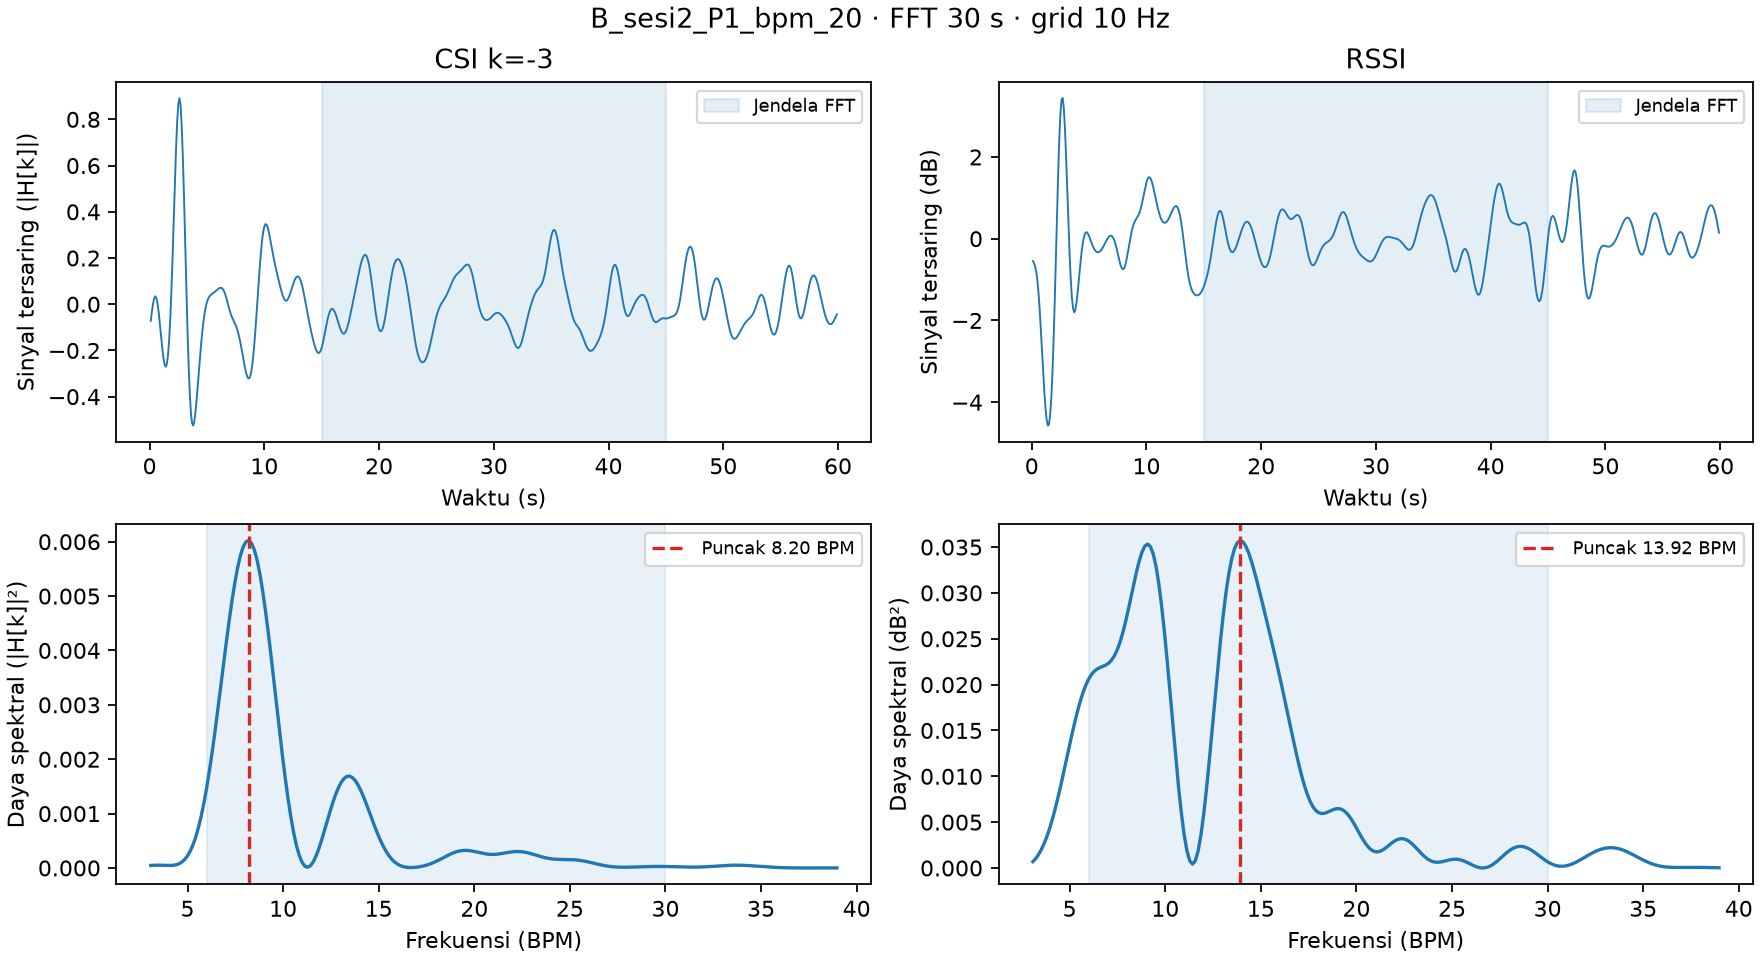 B_sesi2_P1_bpm_20 · FFT 30 s · grid 10 Hz
CSI k=-3
Sinyal tersaring (|H[k]|)
0.8
0.6
0.4
0.2
0.0
−0.2
−0.4
Jendela FFT
0 10 20 30 40 50 60
Waktu (s)
RSSI
Sinyal tersaring (dB)
2
0
−2
−4
Jendela FFT
0 10 20 30 40 50 60
Waktu (s)
Daya spektral (|H[k]|²)
0.006
0.005
0.004
0.003
0.002
0.001
0.000
Puncak 8.20 BPM
5 10 15 20 25 30 35 40
Frekuensi (BPM)
Daya spektral (dB²)
0.035
0.030
0.025
0.020
0.015
0.010
0.005
0.000
Puncak 13.92 BPM
5 10 15 20 25 30 35 40
Frekuensi (BPM)